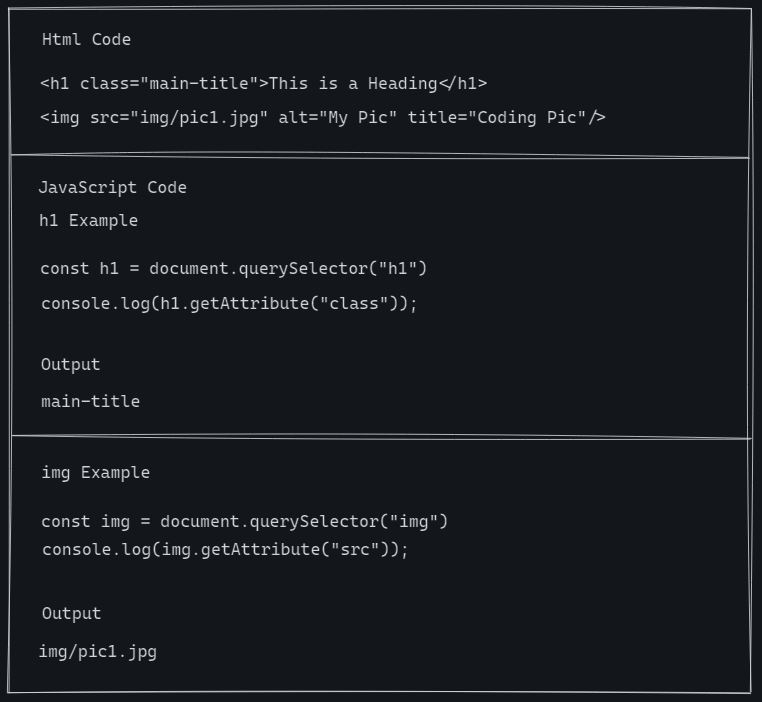 Html Code
<h1 class="main-title">This is a Heading</h1>
<img src="img/pic1.jpg" alt="My Pic" title="Coding Pic"/>
JavaScript Code
h1 Example
const h1 = document.querySelector("h1")
console.log(h1.getAttribute("class"));
Output
main-title
img Example
const img = document.querySelector("img")
console.log(img.getAttribute("src"));
Output
img/pic1.jpg